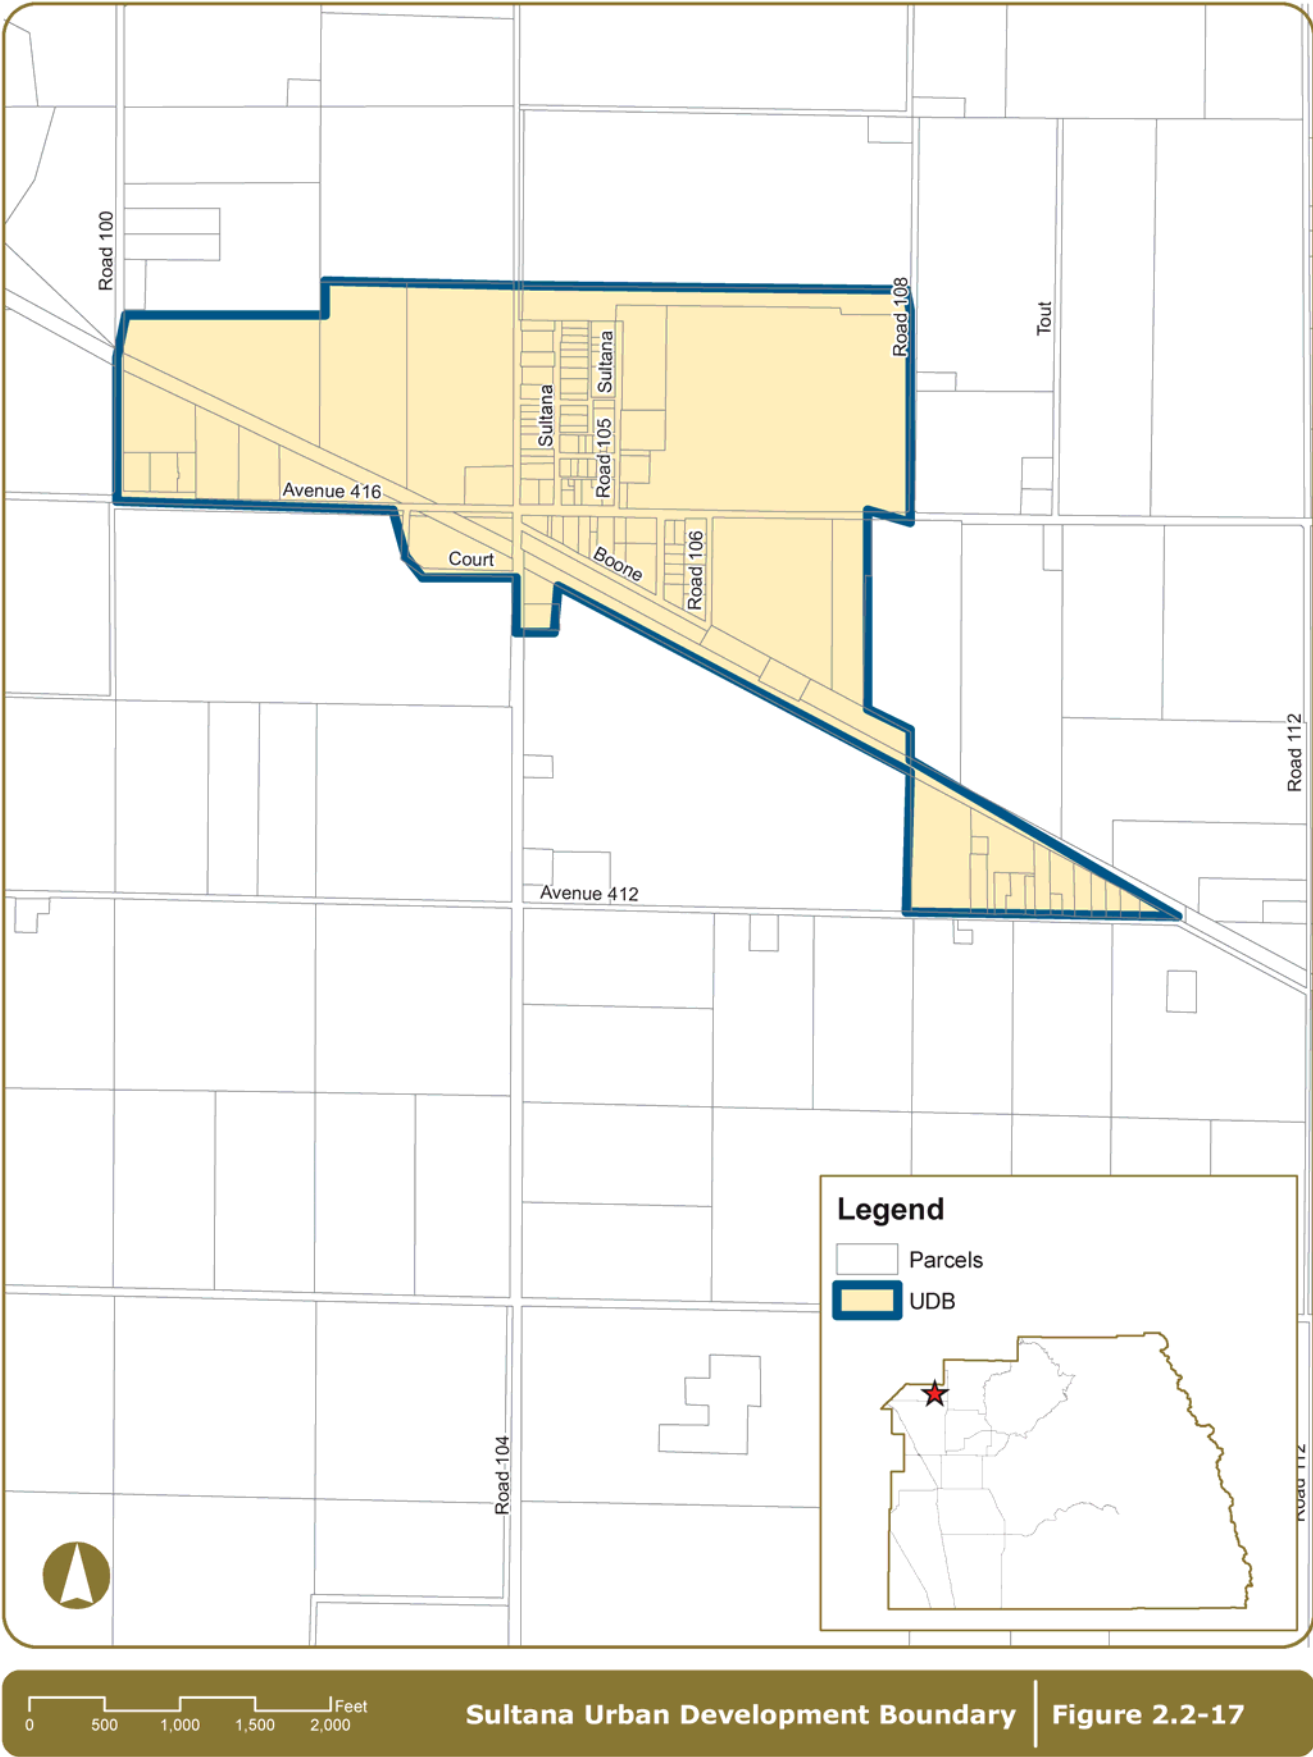 Road 100
Road 108
Tout
Sultana
Sultana
Road 105
Avenue 416
Court
Boone
Road 106
Road 112
Avenue 412
Legend
Parcels
UDB
Road 104
Road 112
Feet
0 500 1,000 1,500 2,000
Sultana Urban Development Boundary
Figure 2.2-17